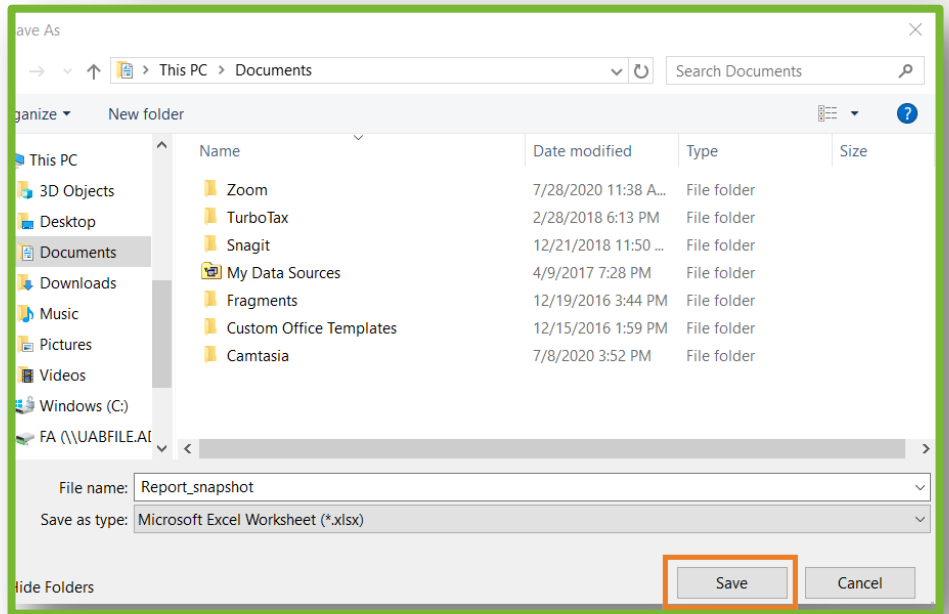 ave As
This PC > Documents
Search Documents
ganize
New folder
?
Name
Date modified
Type
Size
This PC
3D Objects
Desktop
Documents
Downloads
Music
Pictures
Videos
Windows (C:)
FA (\\UABFILE.AD
Zoom 7/28/2020 11:38 A... File folder
TurboTax 2/28/2018 6:13 PM File folder
Snagit 12/21/2018 11:50 ... File folder
My Data Sources 4/9/2017 7:28 PM File folder
Fragments 12/19/2016 3:44 PM File folder
Custom Office Templates 12/15/2016 1:59 PM File folder
Camtasia 7/8/2020 3:52 PM File folder
File name: Report_snapshot
Save as type: Microsoft Excel Worksheet (*.xlsx)
Hide Folders
Save
Cancel